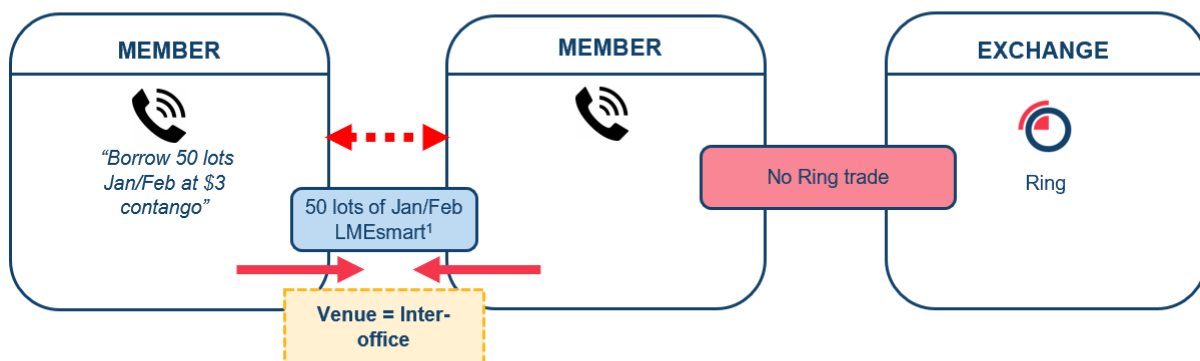 MEMBER
“Borrow 50 lots
Jan/Feb at $3
contango”
50 lots of Jan/Feb
LMEsmart¹
Venue = Inter-
office
MEMBER
No Ring trade
EXCHANGE
Ring